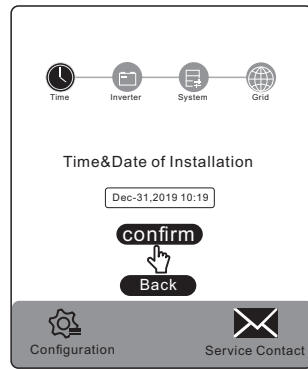 Time Inverter System Grid
Time&Date of Installation
Dec-31,2019 10:19
confirm
Back
Configuration Service Contact